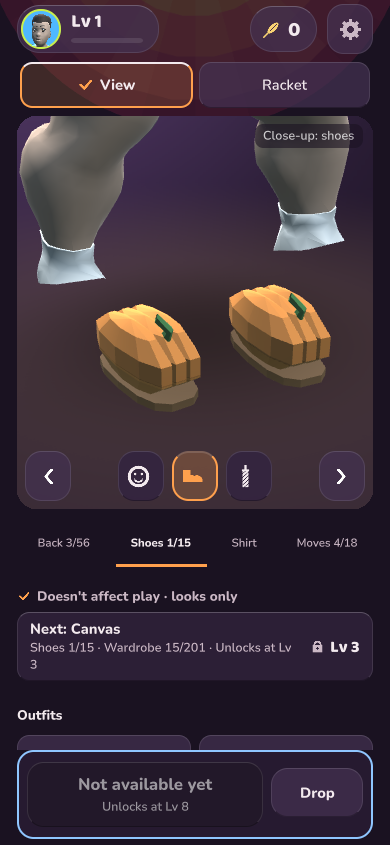 Lv 1
0
View
Racket
Close-up: shoes
Back 3/56
Shoes 1/15
Shirt
Moves 4/18
Doesn't affect play · looks only
Next: Canvas
Shoes 1/15 · Wardrobe 15/201 · Unlocks at Lv
3
Lv 3
Outfits
Not available yet
Unlocks at Lv 8
Drop